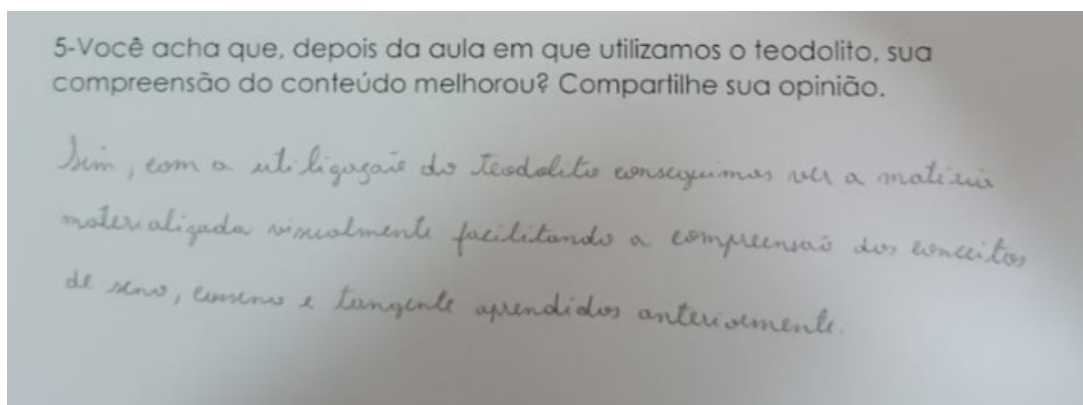 5-Você acha que, depois da aula em que utilizamos o teodolito, sua
compreensão do conteúdo melhorou? Compartilhe sua opinião.
Sim, com a utilização do Teodolito conseguimos ver a matéria
materializada visualmente facilitando a compreensão dos conceitos
de seno, cosseno e tangente aprendidos anteriormente.